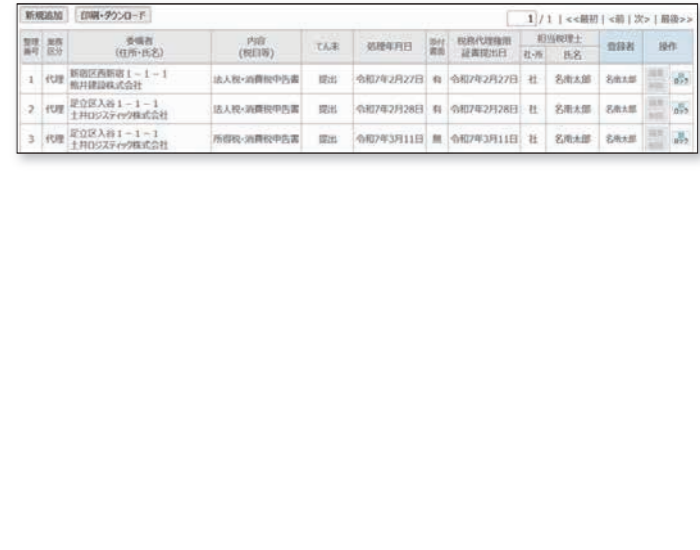 新規追加 印刷・ダウンロード 1 / 1 | <<最初 | <前 | 次> | 最後>>
整理番号 業務区分 委嘱者(住所・氏名) 内容(税目等) てん末 処理年月日 添付書面 税務代理権限証書提出日 担当税理士 登録者 操作
社・所 氏名
1 代理 新宿区西新宿1-1-1 法人税・消費税申告書 提出 令和7年2月27日 有 令和7年2月27日 社 名南太郎 名南太郎 ロック
熊井建設株式会社
2 代理 足立区入谷1-1-1 法人税・消費税申告書 提出 令和7年2月28日 有 令和7年2月28日 社 名南太郎 名南太郎 ロック
土井ロジスティック株式会社
3 代理 足立区入谷1-1-1 所得税・消費税申告書 提出 令和7年3月11日 無 令和7年3月11日 社 名南太郎 名南太郎 ロック
土井ロジスティック株式会社